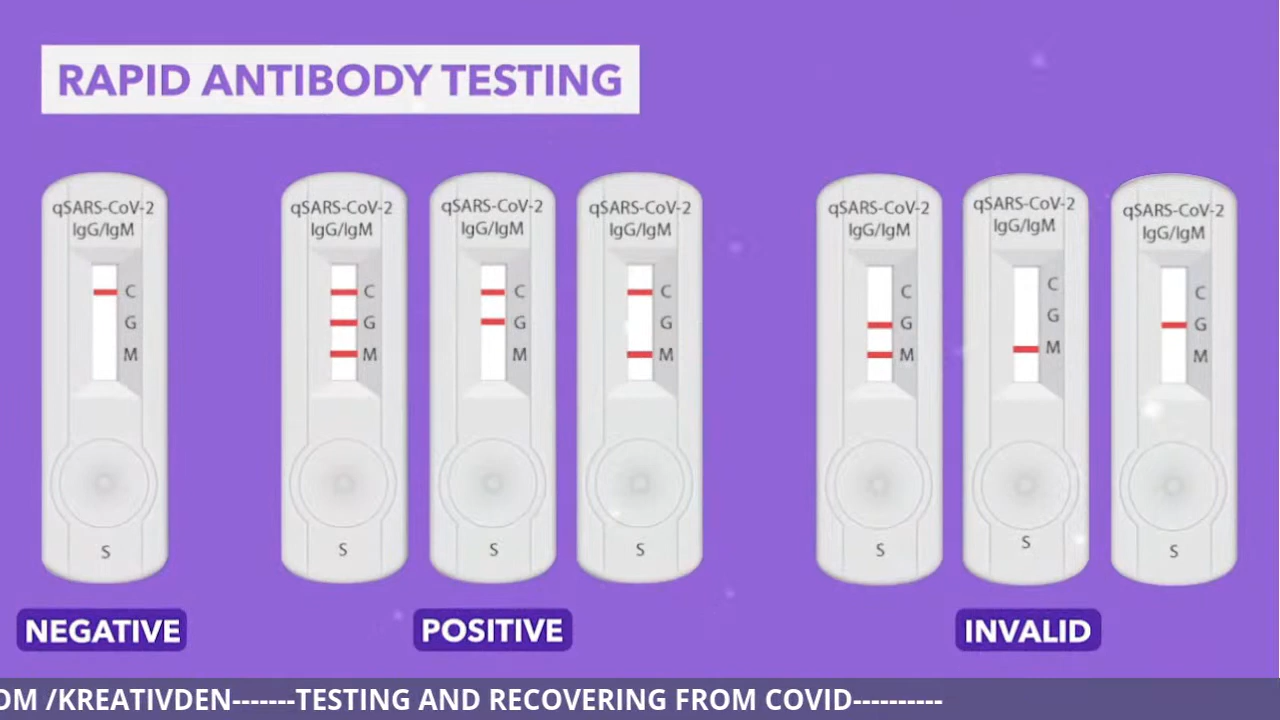 RAPID ANTIBODY TESTING
qSARS-CoV-2
IgG/IgM
C
G
M
S
qSARS-CoV-2
IgG/IgM
C
G
M
S
qSARS-CoV-2
IgG/IgM
C
G
M
S
qSARS-CoV-2
IgG/IgM
C
G
M
S
qSARS-CoV-2
IgG/IgM
C
G
M
S
qSARS-CoV-2
IgG/IgM
C
G
M
S
qSARS-CoV-2
IgG/IgM
C
G
M
S
NEGATIVE
POSITIVE
INVALID
OM /KREATIVDEN-------TESTING AND RECOVERING FROM COVID----------